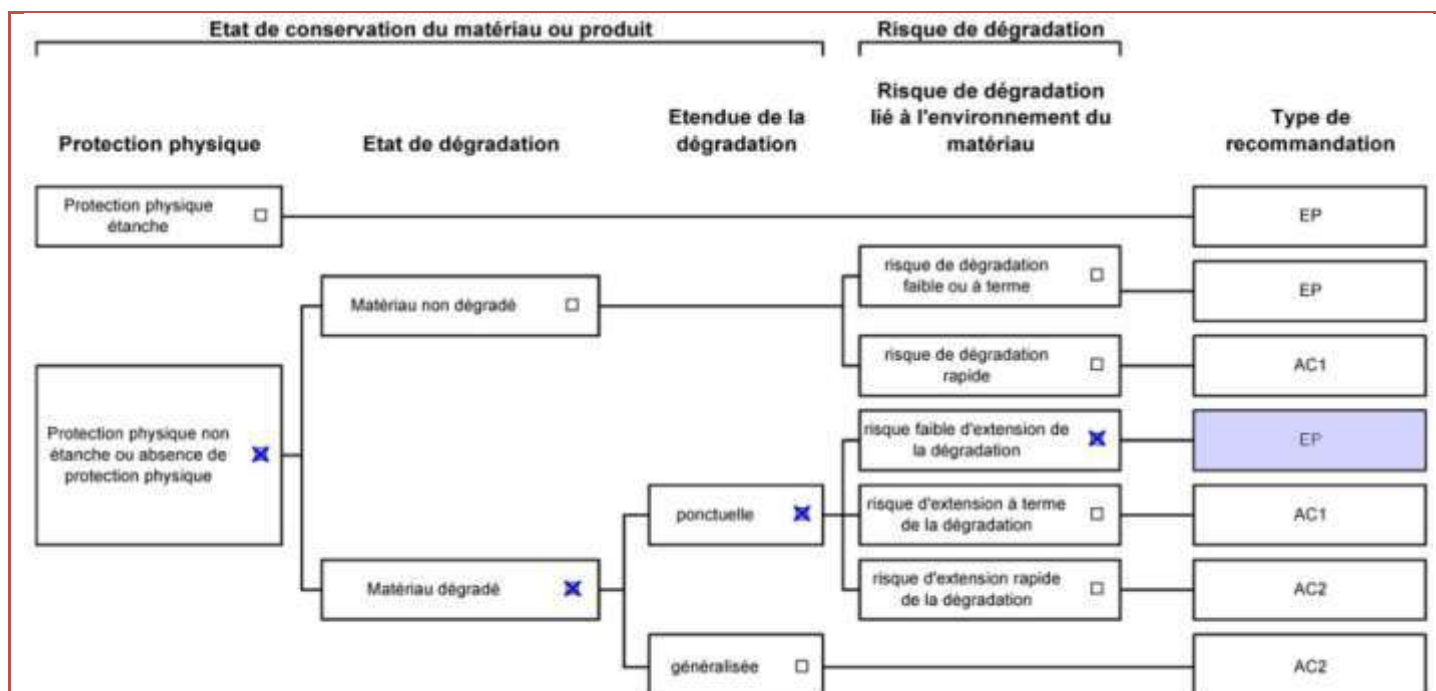 Etat de conservation du matériau ou produit
Risque de dégradation
Protection physique
Etat de dégradation
Etendue de la
dégradation
Risque de dégradation
lié à l'environnement du
matériau
Type de
recommandation
Protection physique
étanche
EP
Matériau non dégradé
risque de dégradation
faible ou à terme
EP
risque de dégradation
rapide
AC1
Protection physique non
étanche ou absence de
protection physique
risque faible d'extension de
la dégradation
EP
ponctuelle
risque d'extension à terme
de la dégradation
AC1
Matériau dégradé
risque d'extension rapide
de la dégradation
AC2
généralisée
AC2